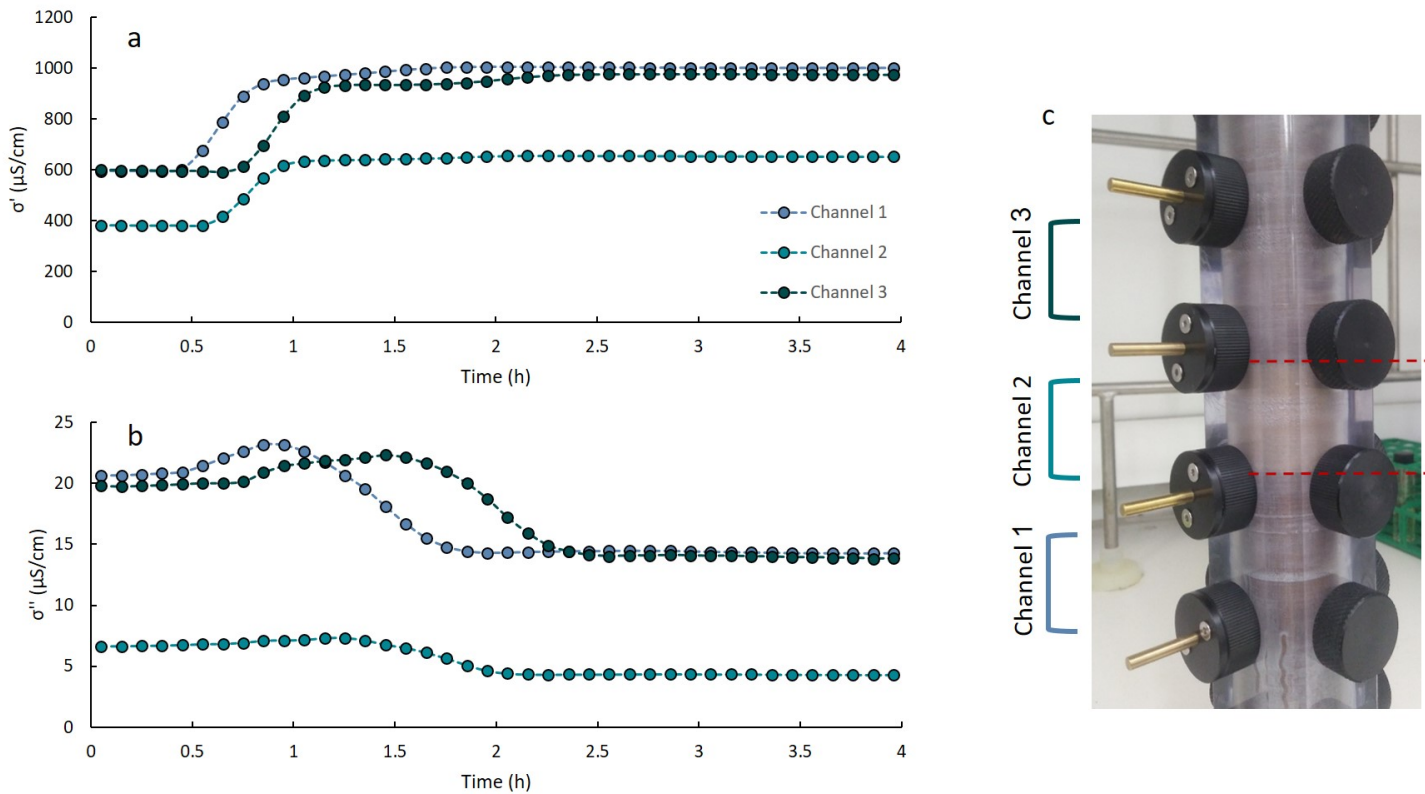 a
1200
1000
800
600
400
200
0
σ' (μS/cm)
0 0.5 1 1.5 2 2.5 3 3.5 4
Time (h)
Channel 1
Channel 2
Channel 3
b
25
20
15
10
5
0
σ'' (μS/cm)
0 0.5 1 1.5 2 2.5 3 3.5 4
Time (h)
c
Channel 3
Channel 2
Channel 1